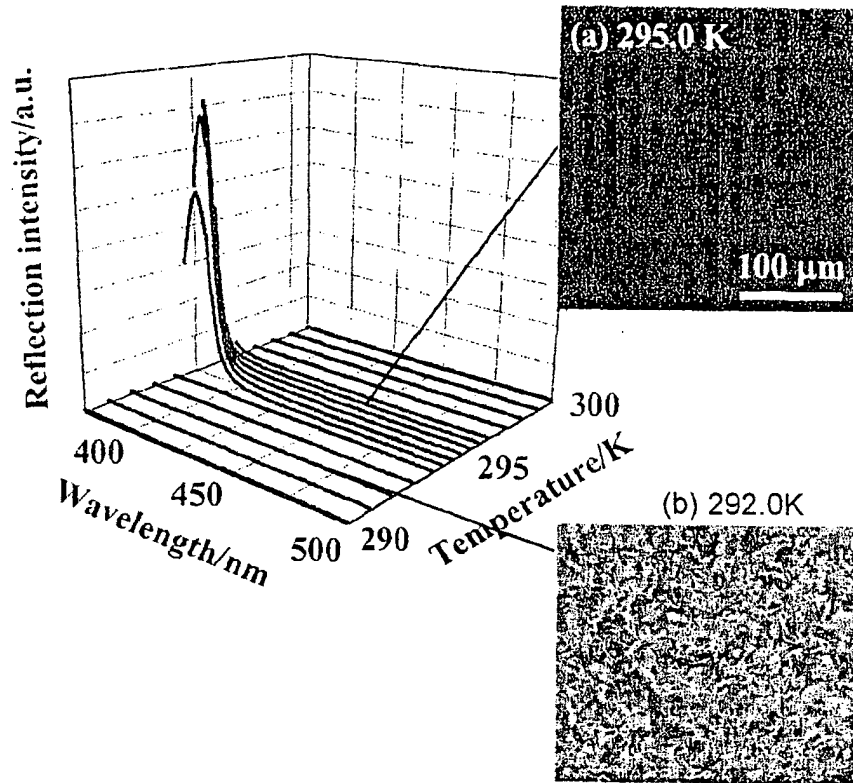 (a) 295.0 K
100 µm
Reflection intensity/a.u.
400
450
500
Wavelength/nm
290
295
300
Temperature/K
(b) 292.0K